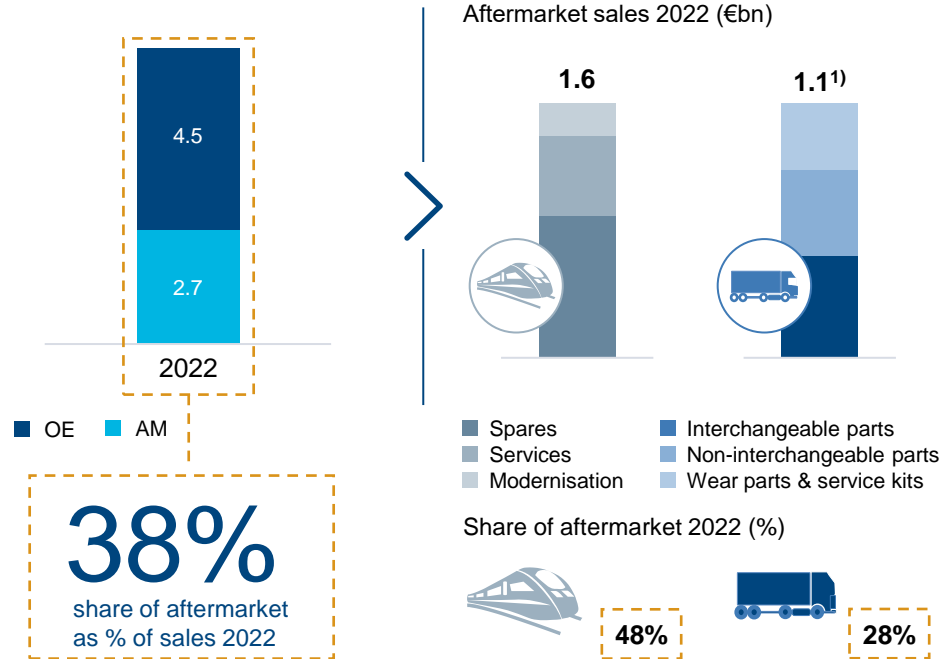 4.5
2.7
2022
OE AM
38%
share of aftermarket
as % of sales 2022
Aftermarket sales 2022 (€bn)
1.6 1.1¹⁾
Spares
Services
Modernisation
Interchangeable parts
Non-interchangeable parts
Wear parts & service kits
Share of aftermarket 2022 (%)
48% 28%